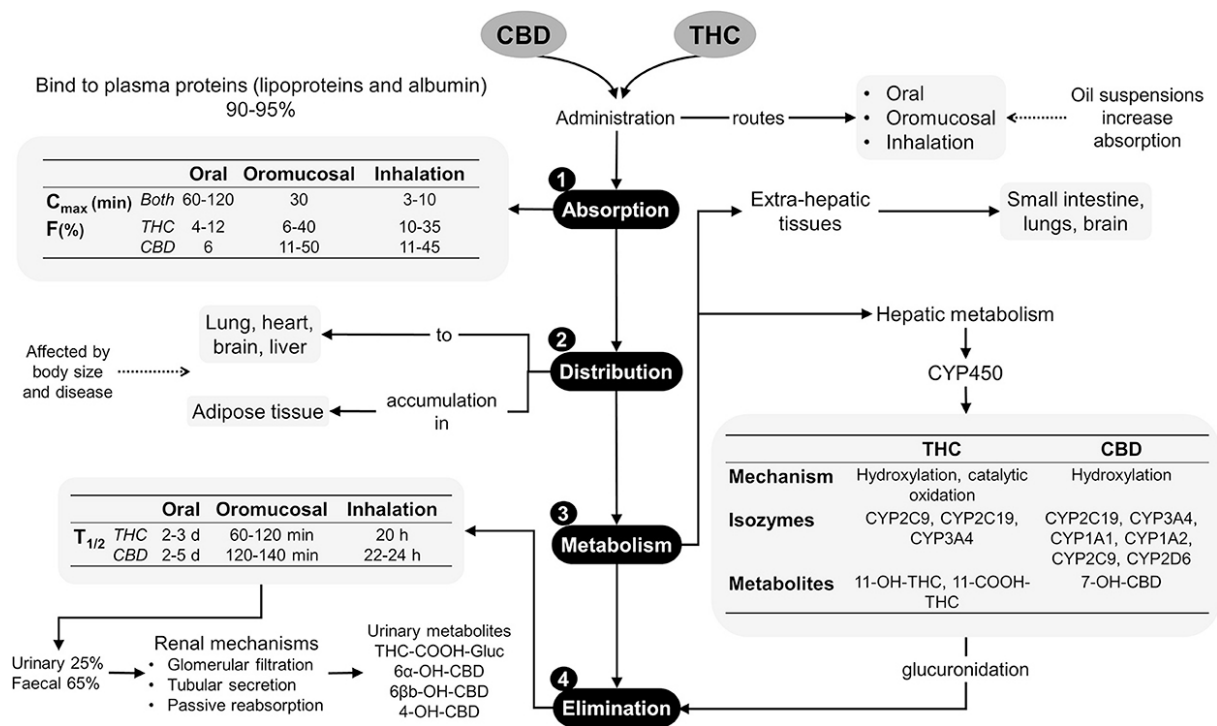 CBD
THC
Bind to plasma proteins (lipoproteins and albumin)
90-95%
Administration
routes
• Oral
• Oromucosal
• Inhalation
Oil suspensions
increase
absorption
Oral Oromucosal Inhalation
Cmax (min) Both 60-120 30 3-10
F(%) THC 4-12 6-40 10-35
CBD 6 11-50 11-45
1
Absorption
Extra-hepatic
tissues
Small intestine,
lungs, brain
Lung, heart,
brain, liver
to
Affected by
body size
and disease
2
Distribution
Adipose tissue
accumulation
in
Hepatic metabolism
CYP450
THC CBD
Mechanism Hydroxylation, catalytic Hydroxylation
oxidation
Isozymes CYP2C9, CYP2C19, CYP2C19, CYP3A4,
CYP3A4 CYP1A1, CYP1A2,
CYP2C9, CYP2D6
Metabolites 11-OH-THC, 11-COOH- 7-OH-CBD
THC
Oral Oromucosal Inhalation
T1/2 THC 2-3 d 60-120 min 20 h
CBD 2-5 d 120-140 min 22-24 h
3
Metabolism
Urinary 25%
Faecal 65%
Renal mechanisms
• Glomerular filtration
• Tubular secretion
• Passive reabsorption
Urinary metabolites
THC-COOH-Gluc
6α-OH-CBD
6βb-OH-CBD
4-OH-CBD
4
Elimination
glucuronidation